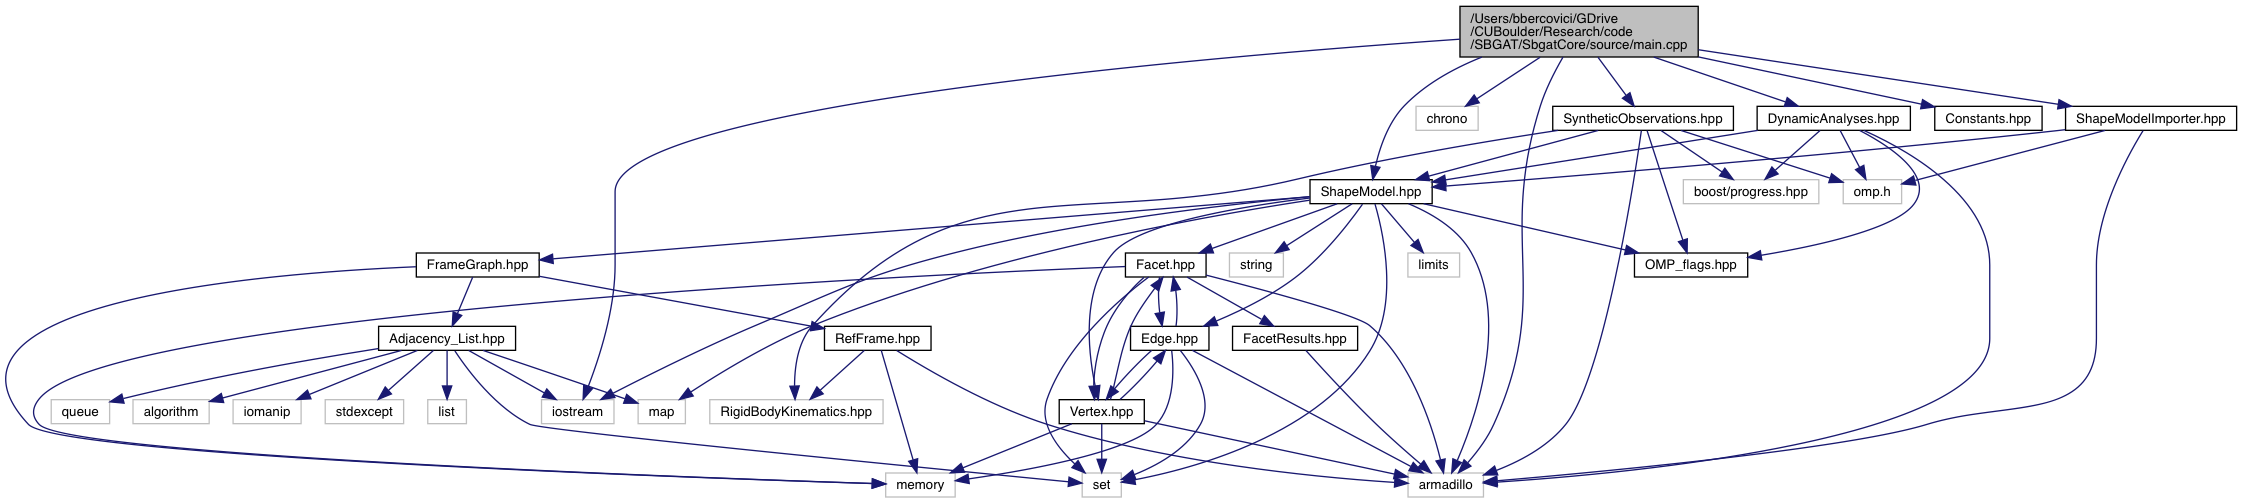 /Users/bbercovici/GDrive
/CUBoulder/Research/code
/SBGAT/SbgatCore/source/main.cpp
chrono
SyntheticObservations.hpp
DynamicAnalyses.hpp
Constants.hpp
ShapeModelImporter.hpp
ShapeModel.hpp
boost/progress.hpp
omp.h
FrameGraph.hpp
Facet.hpp
string
limits
OMP_flags.hpp
Adjacency_List.hpp
RefFrame.hpp
Edge.hpp
FacetResults.hpp
queue
algorithm
iomanip
stdexcept
list
iostream
map
RigidBodyKinematics.hpp
Vertex.hpp
memory
set
armadillo